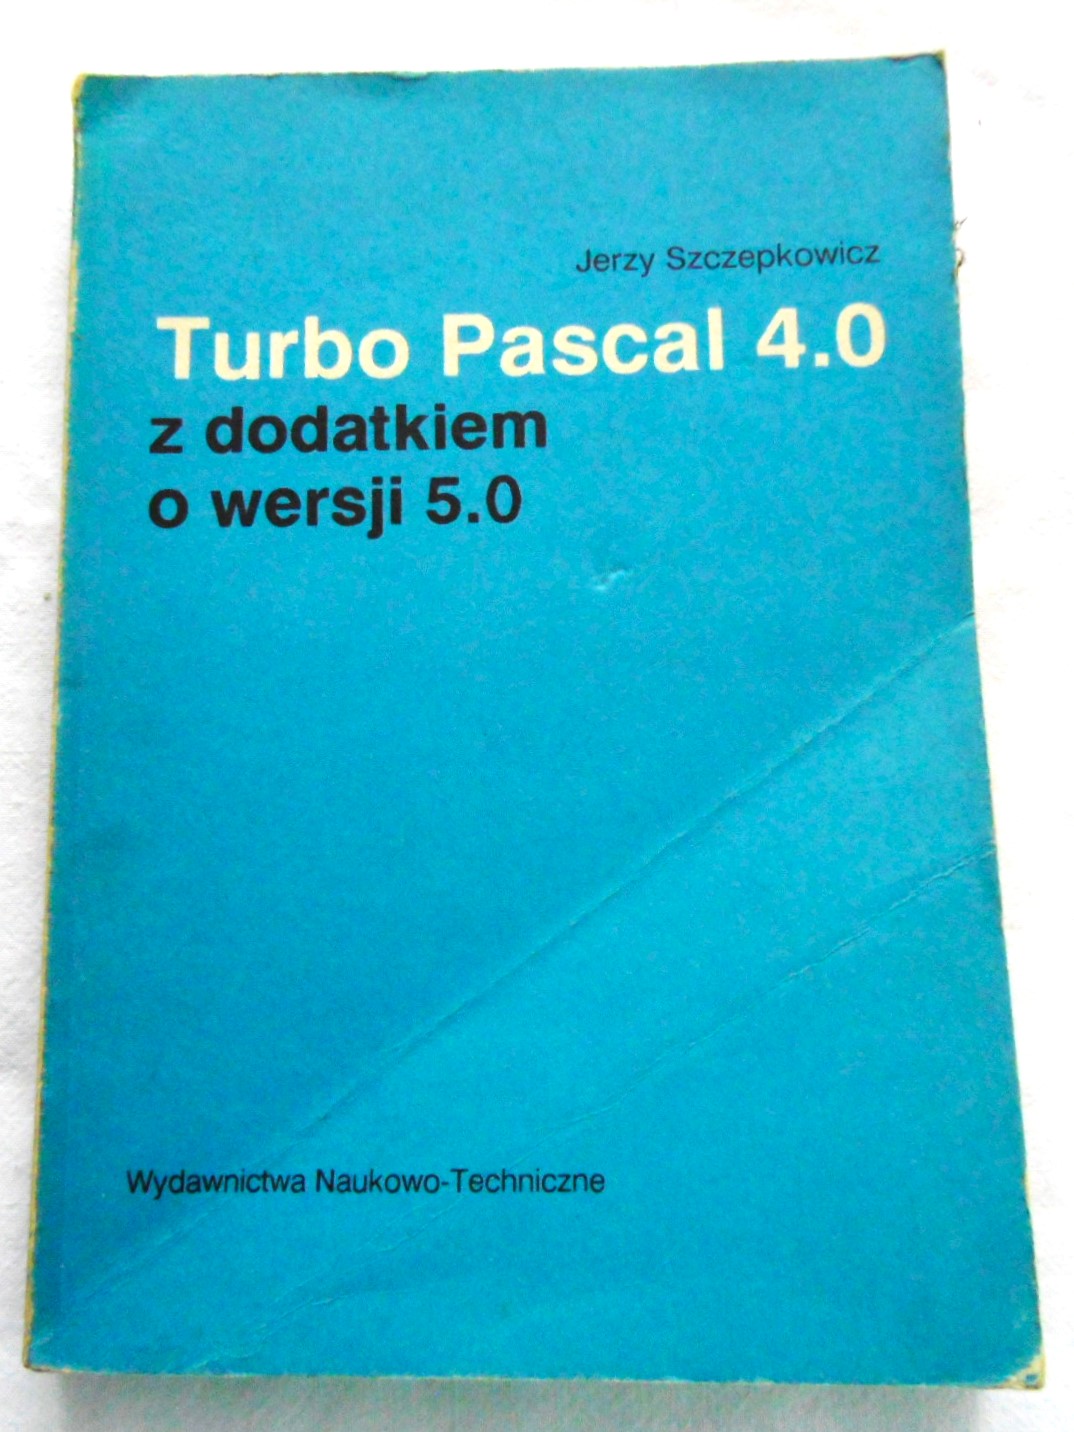 Jerzy Szczepkowicz
Turbo Pascal 4.0
z dodatkiem
o wersji 5.0
Wydawnictwa Naukowo-Techniczne